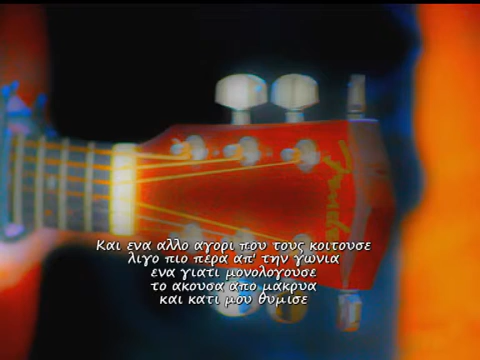 Και ενα αλλο αγορι που τους κοιτουσε
λιγο πιο περα απ' την γωνια
ενα γιατι μονολογουσε
το ακουσα απο μακρυα
και κατι μου θυμισε